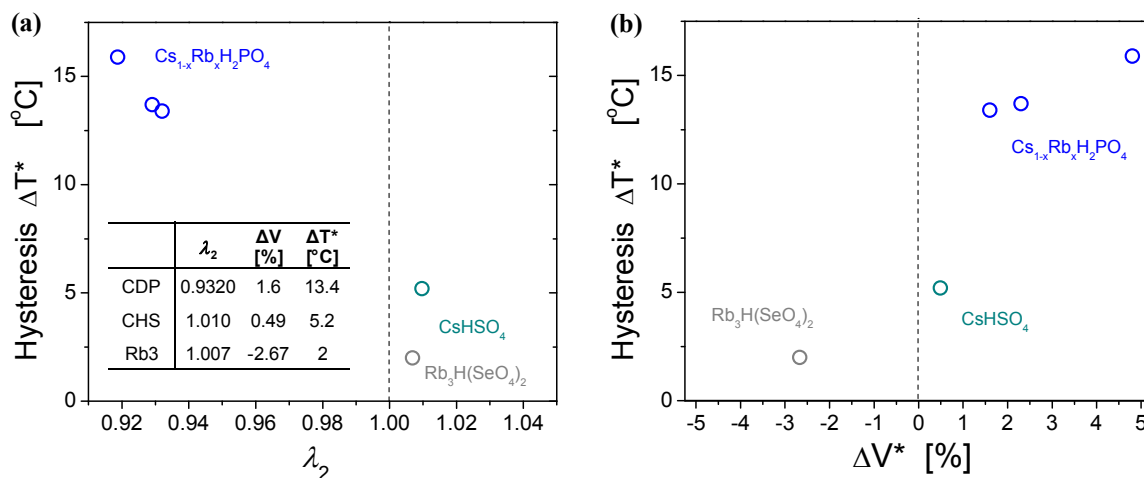 (a)
Hysteresis ΔT* [°C]
15
10
5
0
Cs₁₋ₓRbₓH₂PO₄
λ₂ ΔV [%] ΔT* [°C]
CDP 0.9320 1.6 13.4
CHS 1.010 0.49 5.2
Rb3 1.007 -2.67 2
CsHSO₄
Rb₃H(SeO₄)₂
0.92 0.94 0.96 0.98 1.00 1.02 1.04
λ₂
(b)
Hysteresis ΔT* [°C]
15
10
5
0
Cs₁₋ₓRbₓH₂PO₄
Rb₃H(SeO₄)₂
CsHSO₄
-5 -4 -3 -2 -1 0 1 2 3 4 5
ΔV* [%]